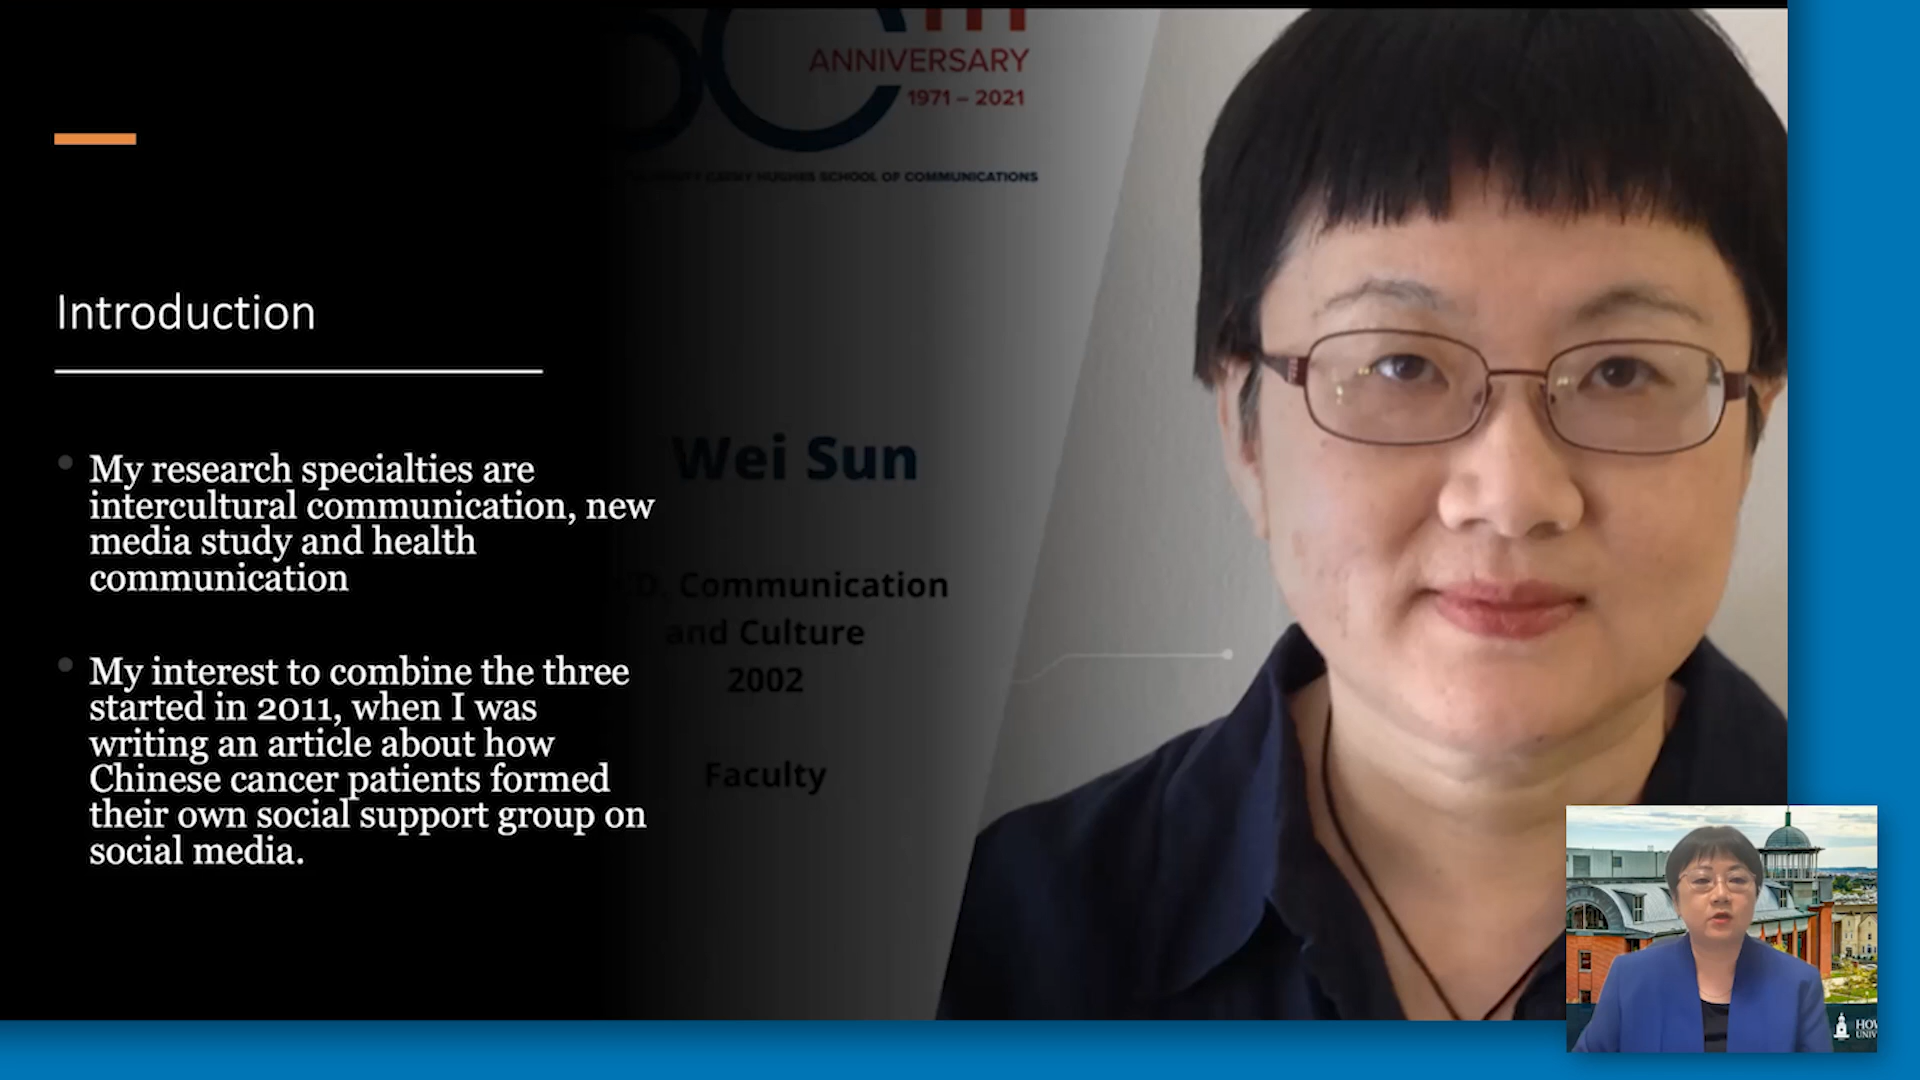 ANNIVERSARY
1971 – 2021
CATHY HUGHES SCHOOL OF COMMUNICATIONS
Introduction
My research specialties are
intercultural communication, new
media study and health
communication
My interest to combine the three
started in 2011, when I was
writing an article about how
Chinese cancer patients formed
their own social support group on
social media.
Wei Sun
D. Communication
and Culture
2002
Faculty